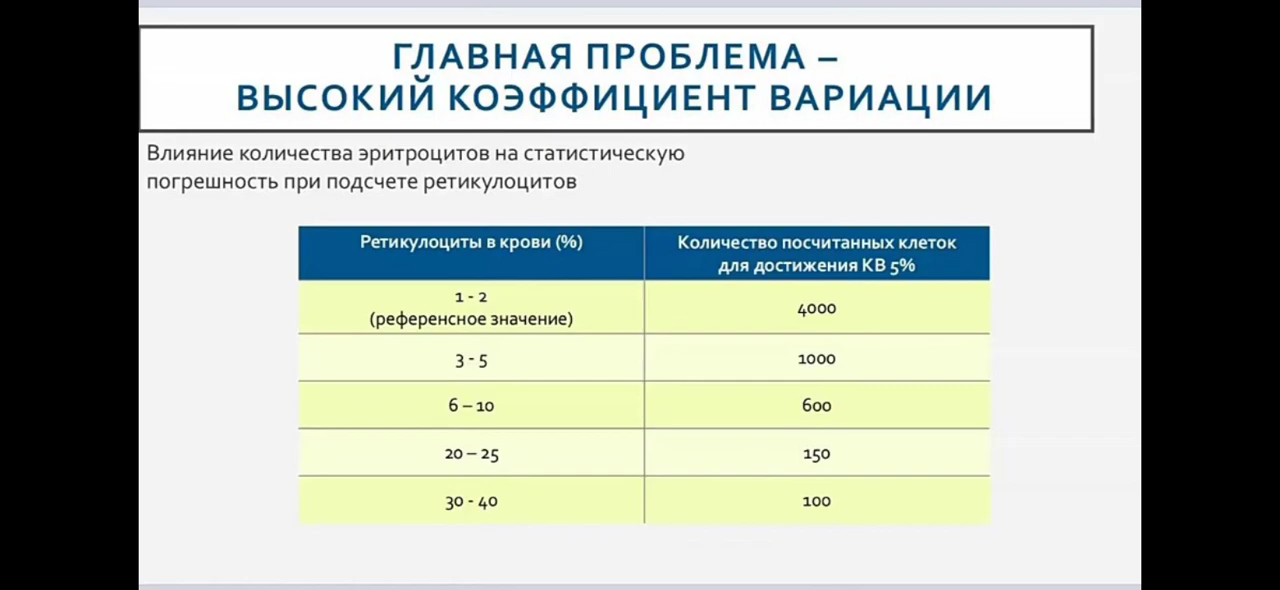 ГЛАВНАЯ ПРОБЛЕМА –
ВЫСОКИЙ КОЭФФИЦИЕНТ ВАРИАЦИИ
Влияние количества эритроцитов на статистическую
погрешность при подсчете ретикулоцитов
Ретикулоциты в крови (%)
Количество посчитанных клеток
для достижения КВ 5%
1 - 2
(референсное значение)
4000
3 - 5
1000
6 – 10
600
20 – 25
150
30 - 40
100